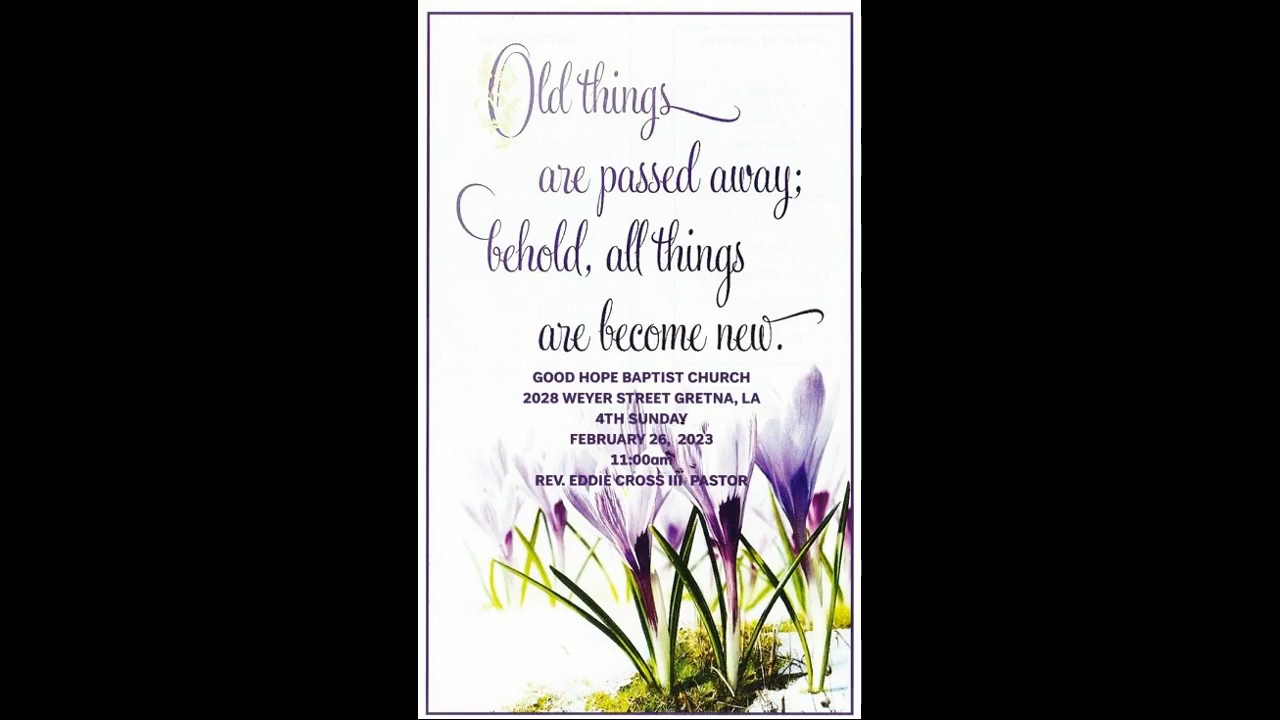 Old things
are passed away;
behold, all things
are become new.
GOOD HOPE BAPTIST CHURCH
2028 WEYER STREET GRETNA, LA
4TH SUNDAY
FEBRUARY 26, 2023
11:00am
REV. EDDIE CROSS III PASTOR